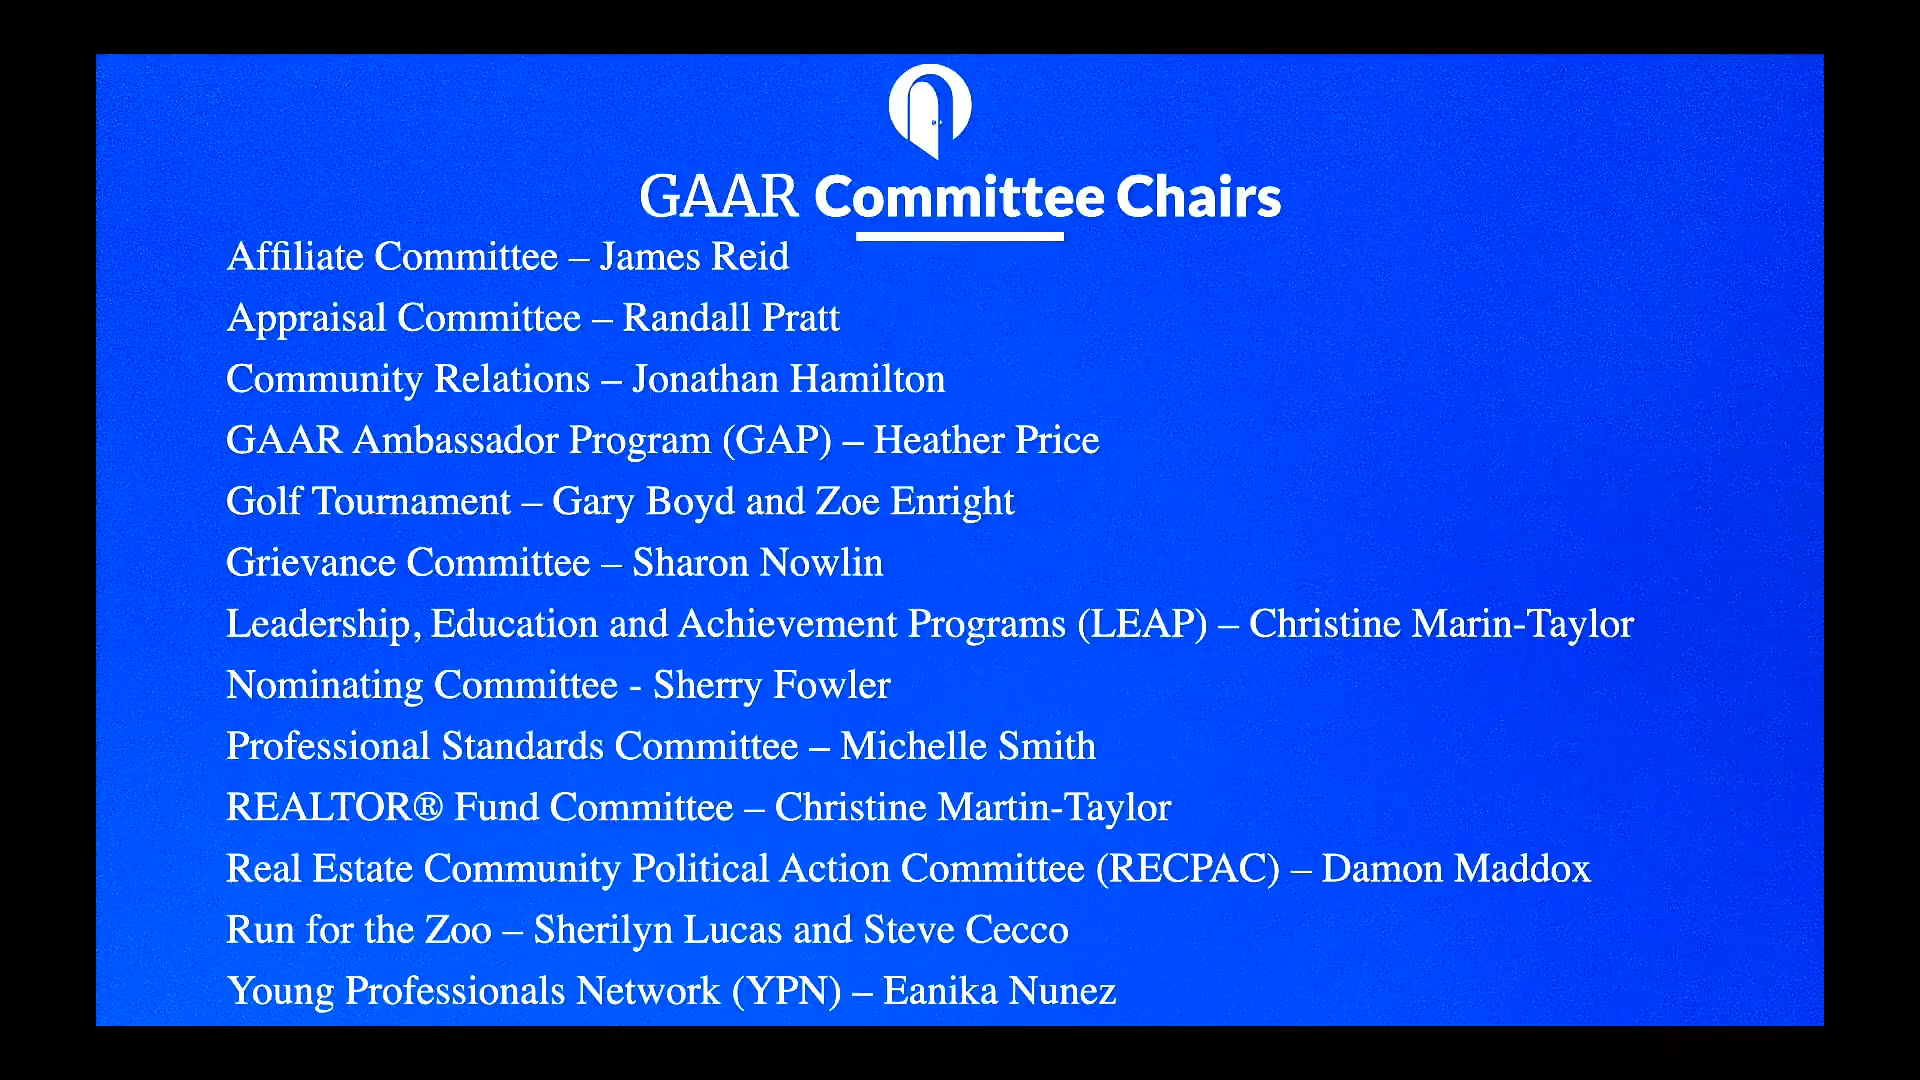 GAAR Committee Chairs
Affiliate Committee – James Reid
Appraisal Committee – Randall Pratt
Community Relations – Jonathan Hamilton
GAAR Ambassador Program (GAP) – Heather Price
Golf Tournament – Gary Boyd and Zoe Enright
Grievance Committee – Sharon Nowlin
Leadership, Education and Achievement Programs (LEAP) – Christine Marin-Taylor
Nominating Committee - Sherry Fowler
Professional Standards Committee – Michelle Smith
REALTOR® Fund Committee – Christine Martin-Taylor
Real Estate Community Political Action Committee (RECPAC) – Damon Maddox
Run for the Zoo – Sherilyn Lucas and Steve Cecco
Young Professionals Network (YPN) – Eanika Nunez